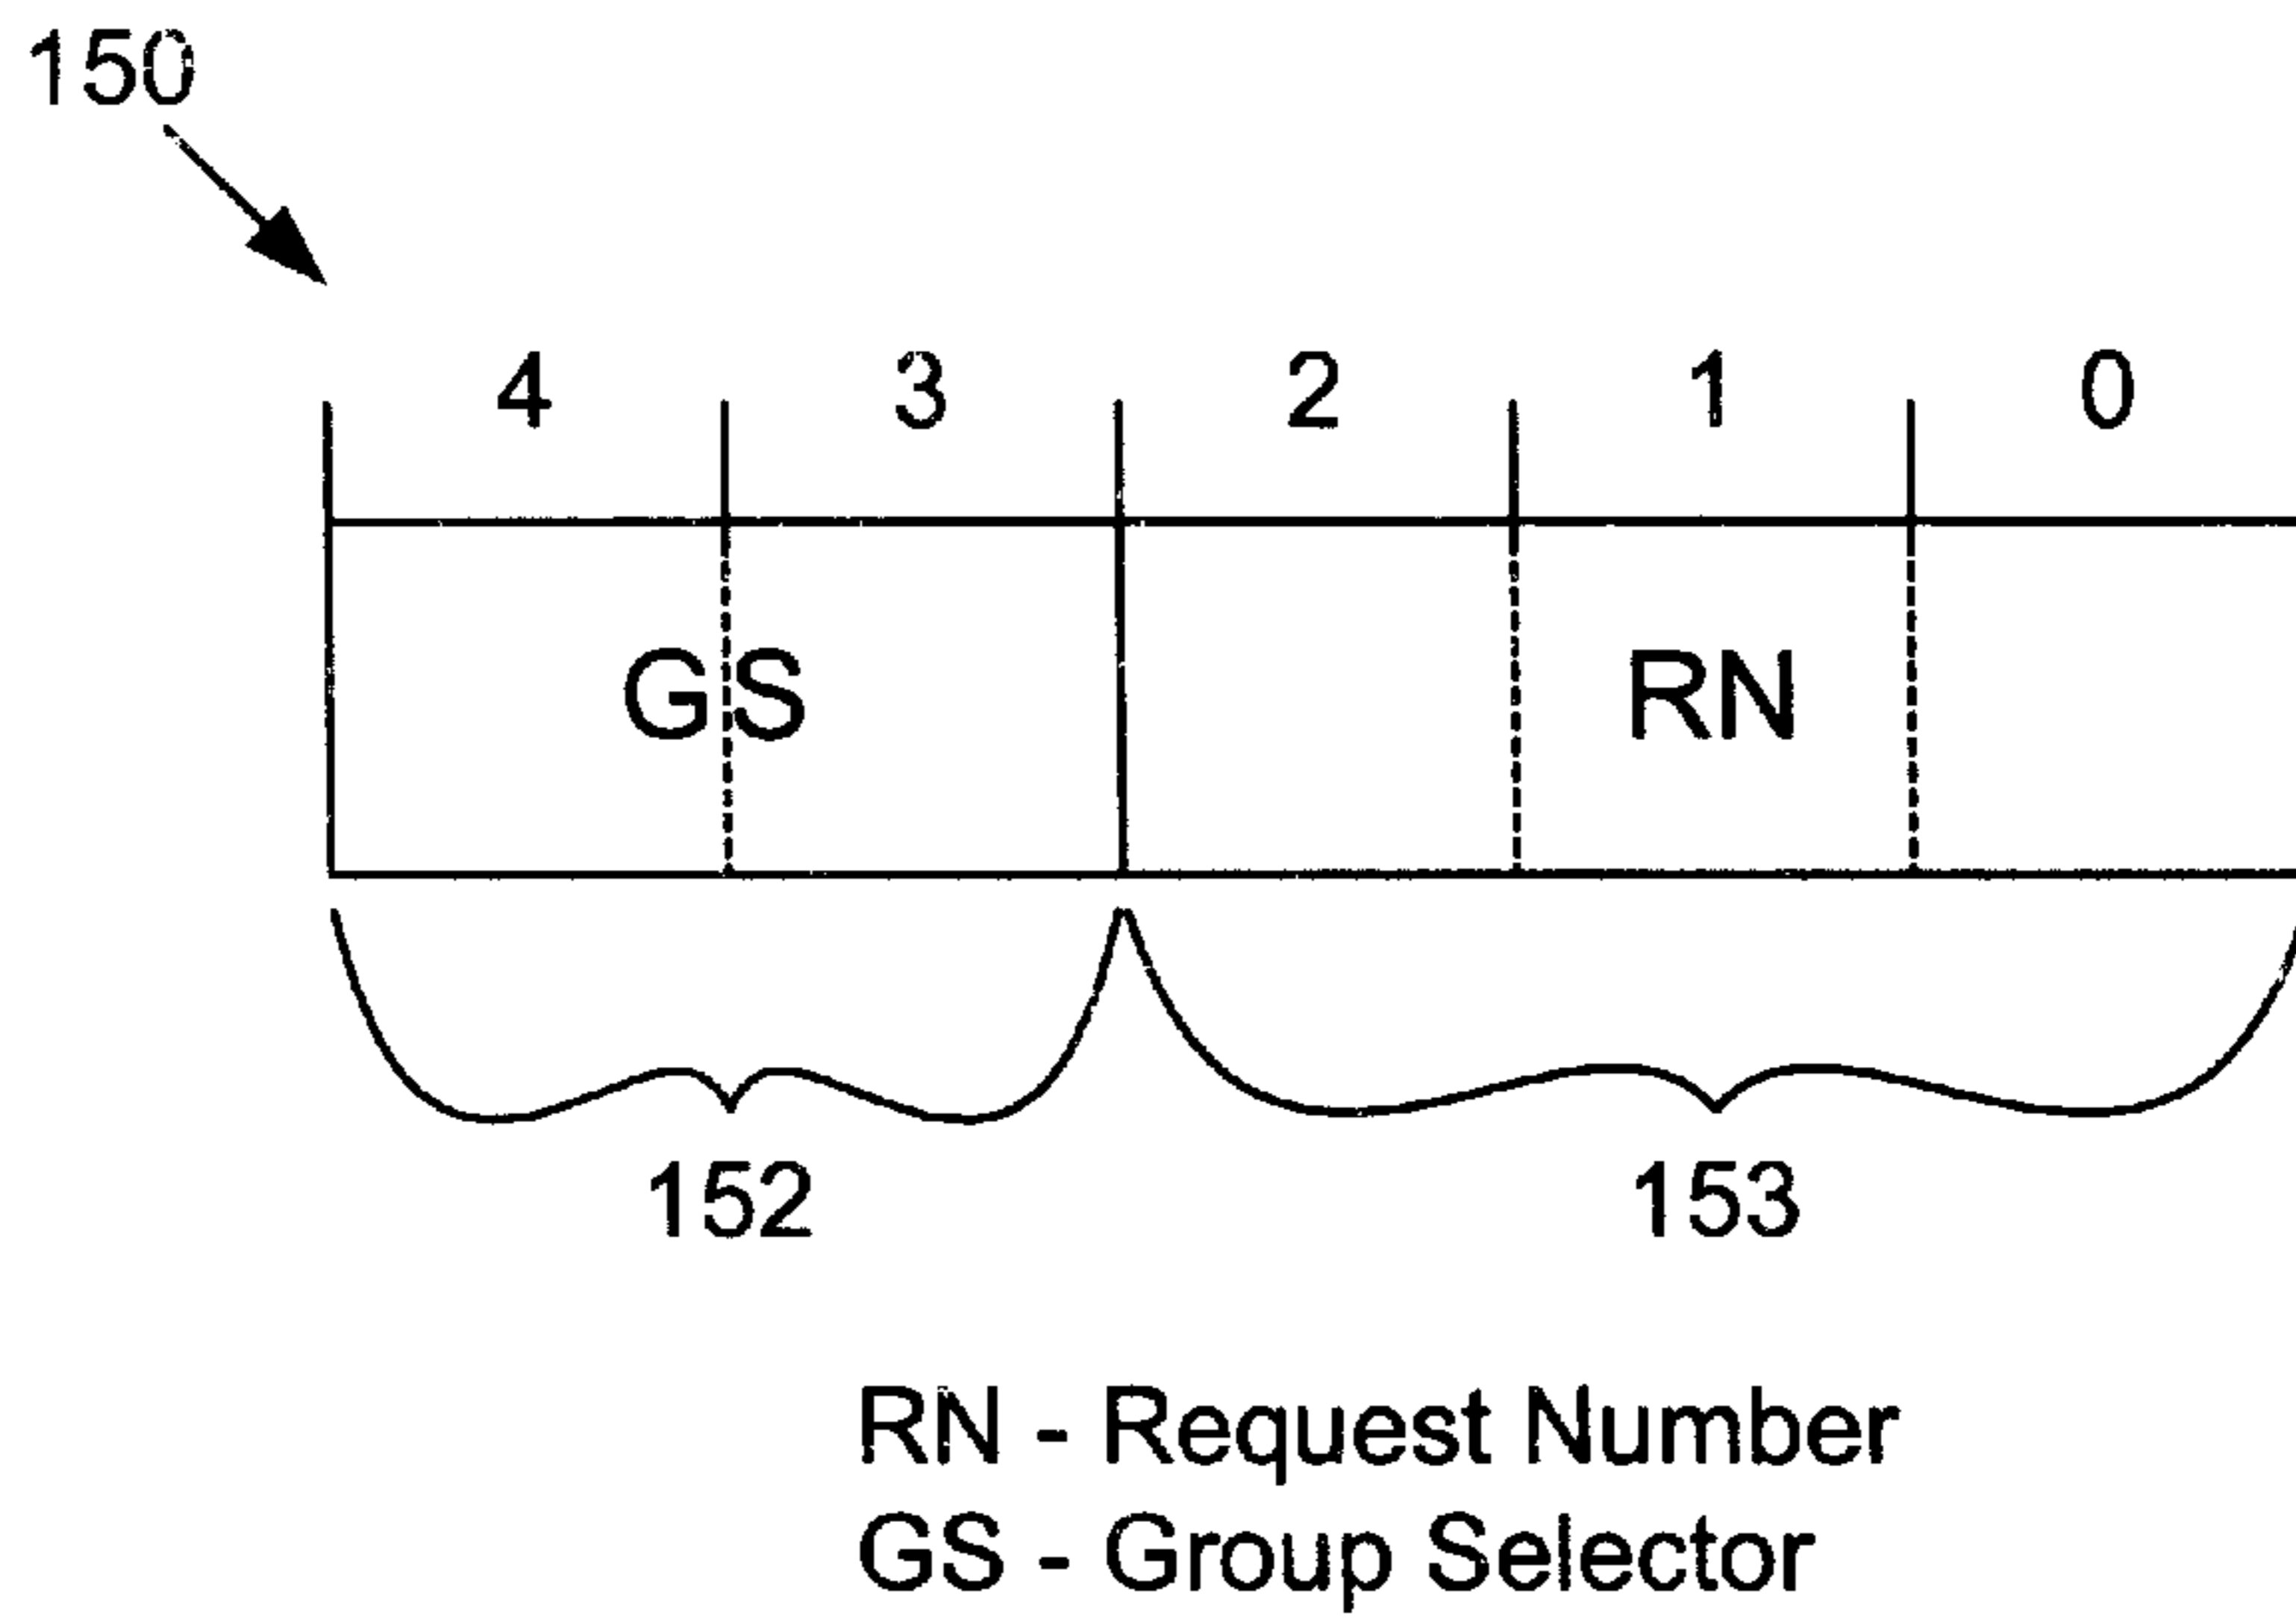 150
4 3 2 1 0
GS RN
152 153
RN - Request Number
GS - Group Selector